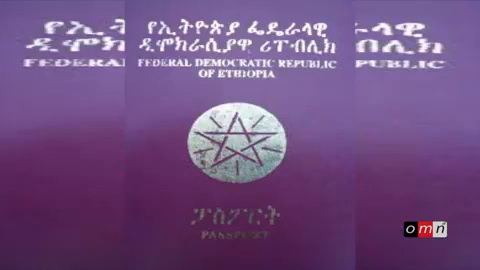 የኢትዮጵያ ፌዴራላዊ
ዲሞክራሲያዊ ሪፐብሊክ
FEDERAL DEMOCRATIC REPUBLIC
OF ETHIOPIA
ፓስፖርት
PASSPORT
omn